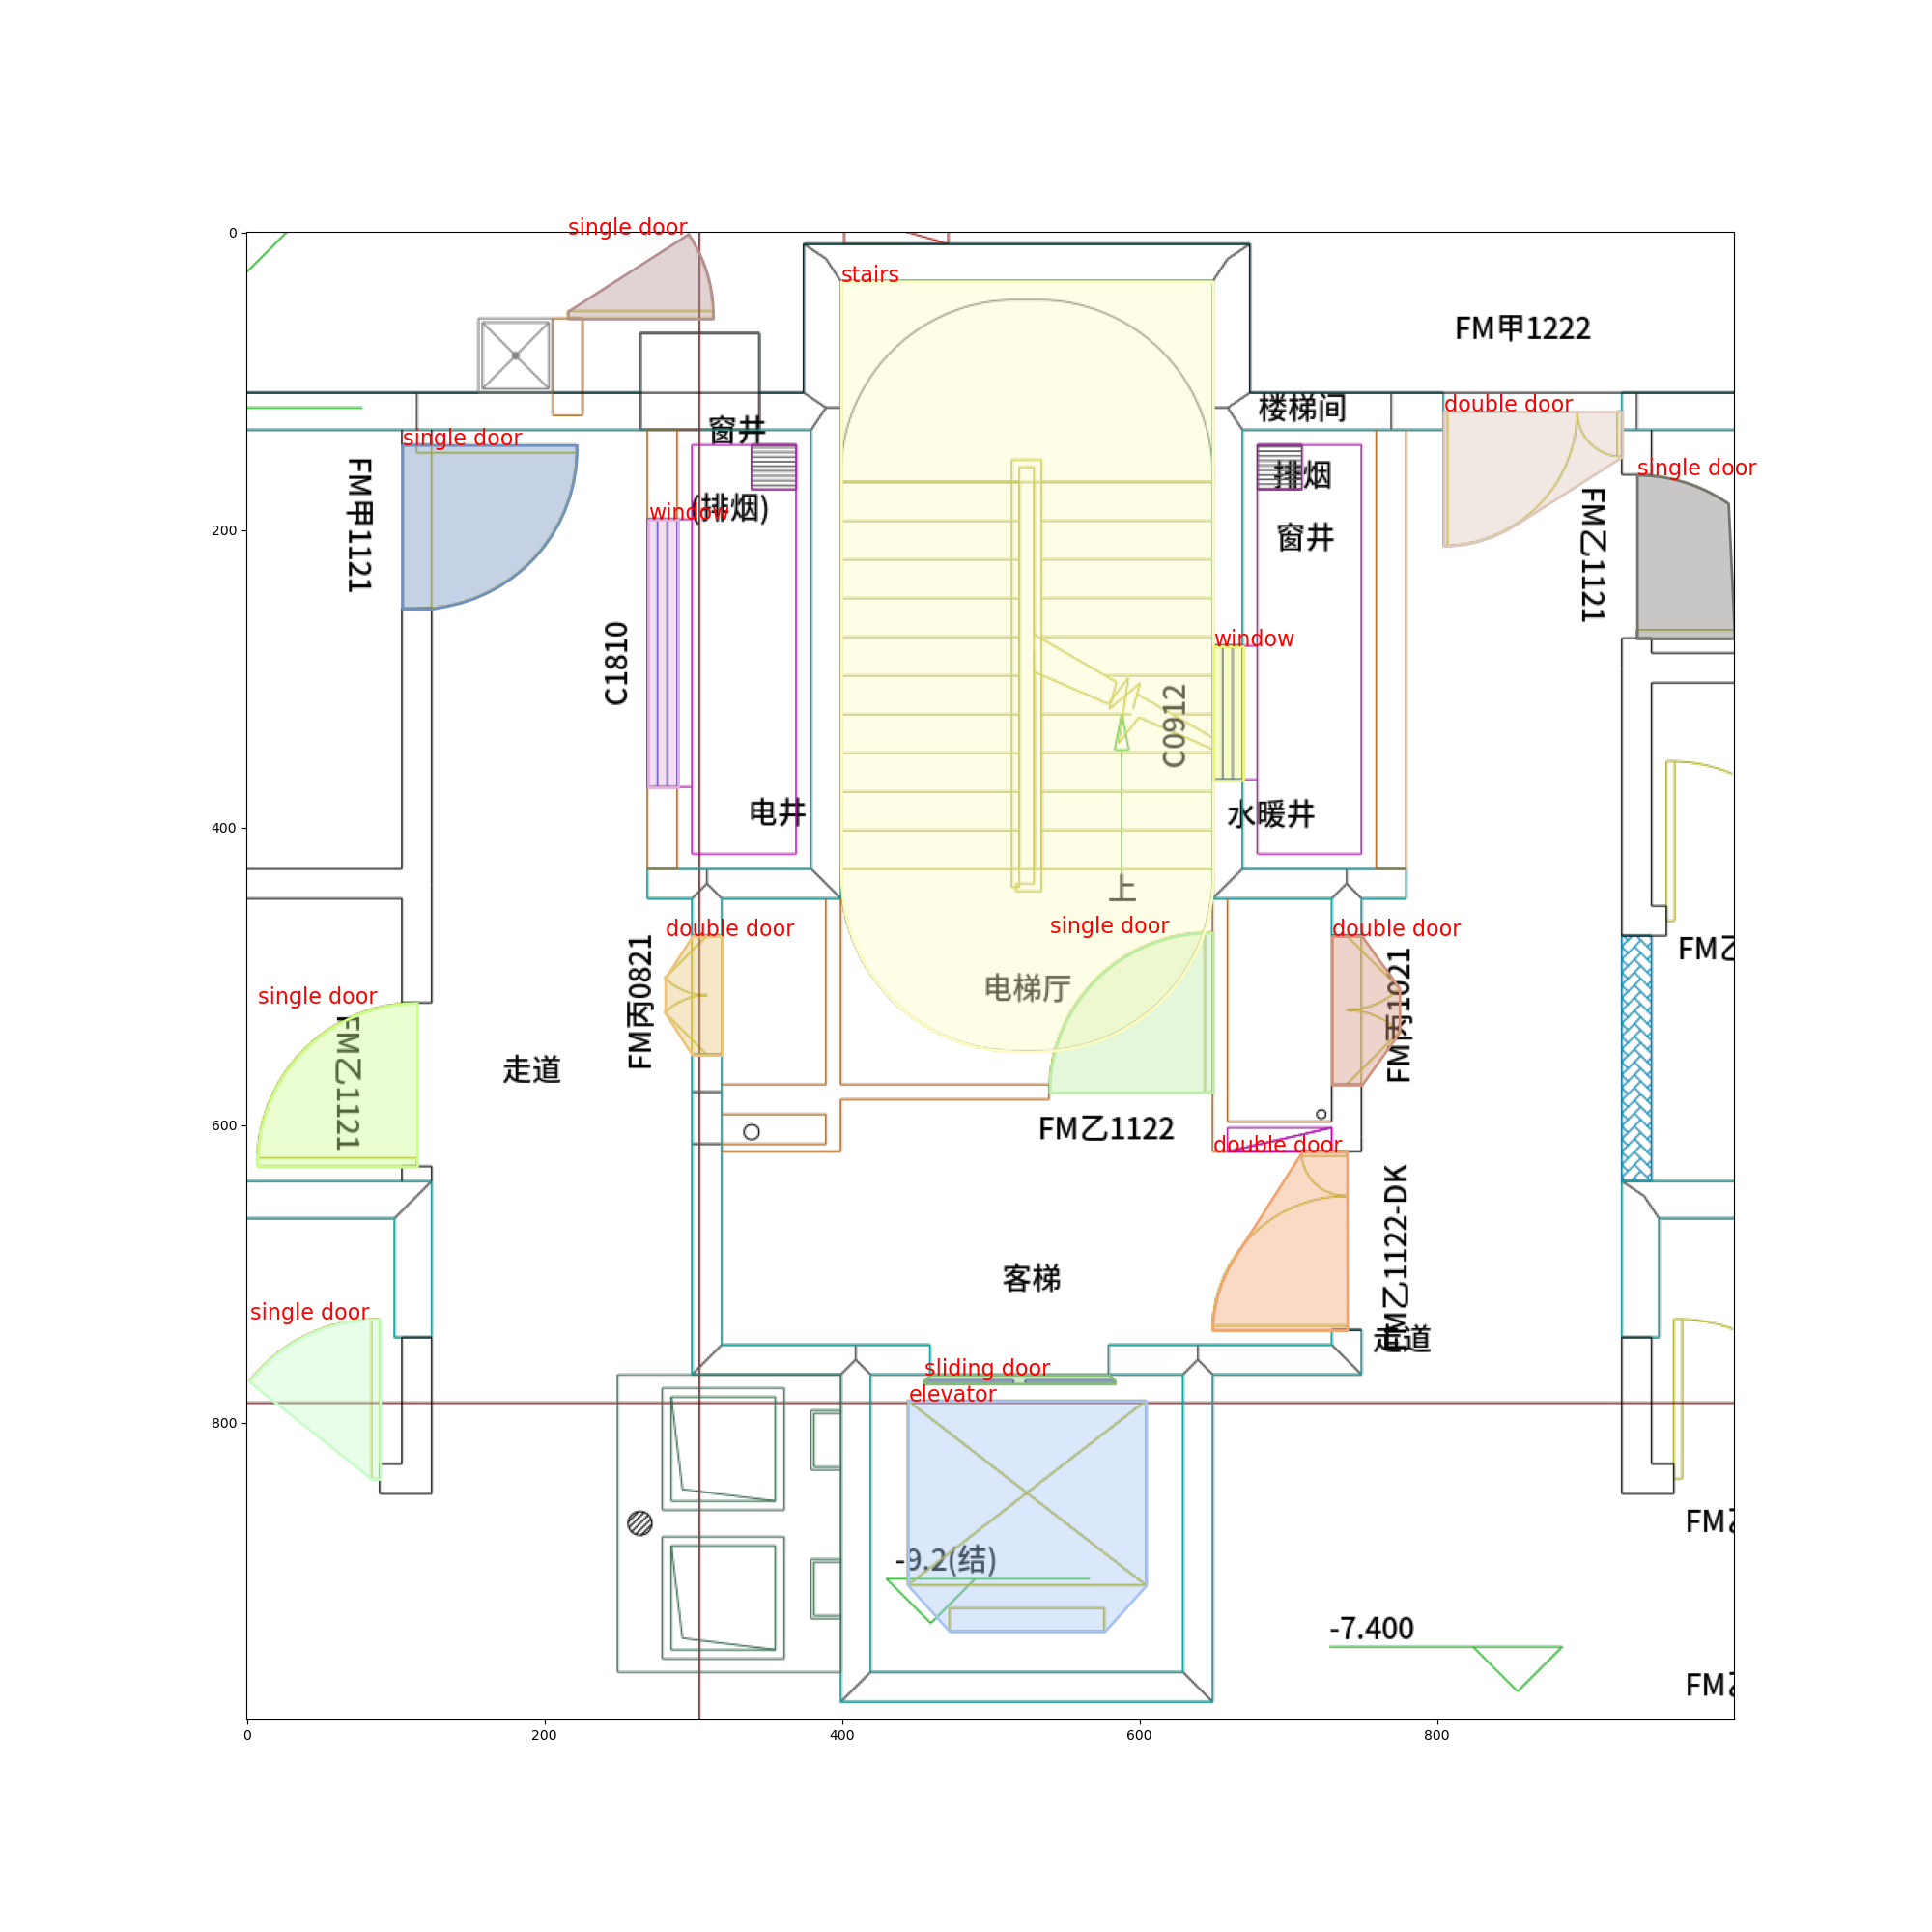 single door
stairs
FM甲1222
double door
楼梯间
窗井
single door
FM甲1121
single door
排烟
(排烟)
window
窗井
FM乙1121
C1810
window
C0912
电井
水暖井
上
single door
double door
double door
FM乙
FM丙0821
电梯厅
FM丙1021
single door
FM乙1121
走道
FM乙1122
double door
FM乙1122-DK
客梯
single door
走道
sliding door
elevator
FM乙
-9.2(结)
-7.400
FM乙
0
200
400
600
800
0
200
400
600
800